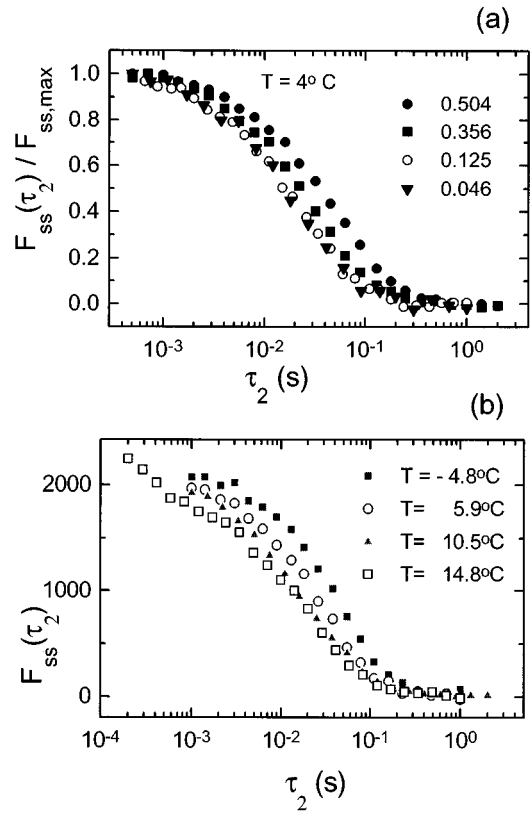 (a)
T = 4° C
0.504
0.356
0.125
0.046
1.0
0.8
0.6
0.4
0.2
0.0
F_ss(τ_2) / F_ss,max
10^-3
10^-2
10^-1
10^0
τ_2 (s)
(b)
T = - 4.8°C
T= 5.9°C
T= 10.5°C
T= 14.8°C
2000
1000
0
F_ss(τ_2)
10^-4
10^-3
10^-2
10^-1
10^0
τ_2 (s)